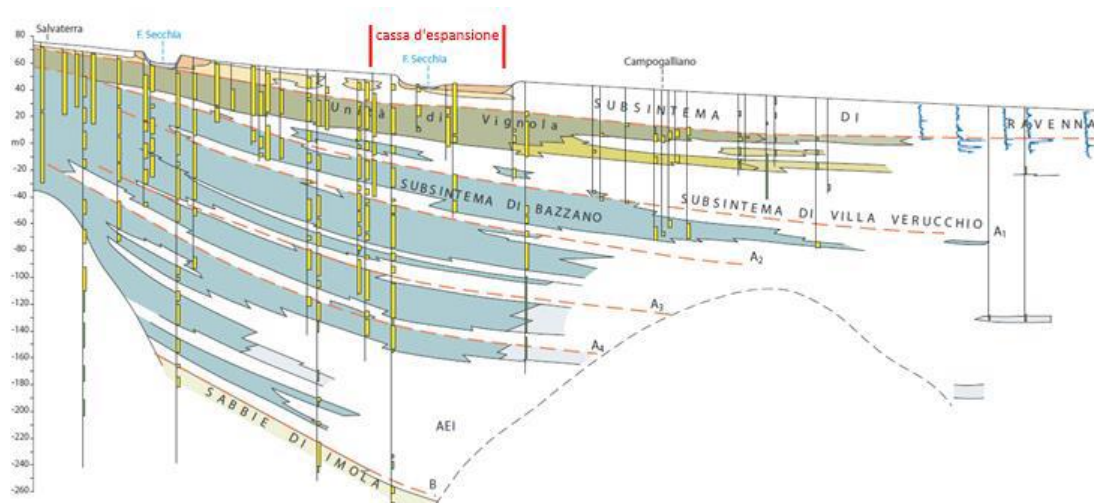 Salvaterra
F. Secchia
cassa d'espansione
F. Secchia
Campogalliano
80
60
40
20
m0
-20
-40
-60
-80
-100
-120
-140
-160
-180
-200
-220
-240
-260
Unità di Vignola
SUBSINTEMA DI RAVENNA
SUBSINTEMA DI BAZZANO
SUBSINTEMA DI VILLA VERUCCHIO
A1
A2
A3
A4
AEI
SABBIE DI IMOLA
B